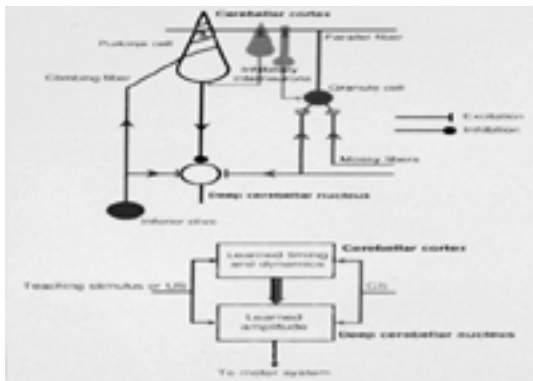 Cerebellar cortex
Purkinje cell
Parallel fiber
Climbing fiber
Inhibitory
interneurons
Granule cell
Excitation
Inhibition
Mossy fibers
Deep cerebellar nucleus
Inferior olive
Cerebellar cortex
Learned timing
and dynamics
Teaching stimulus or US
CS
Learned
amplitude
Deep cerebellar nucleus
To motor system